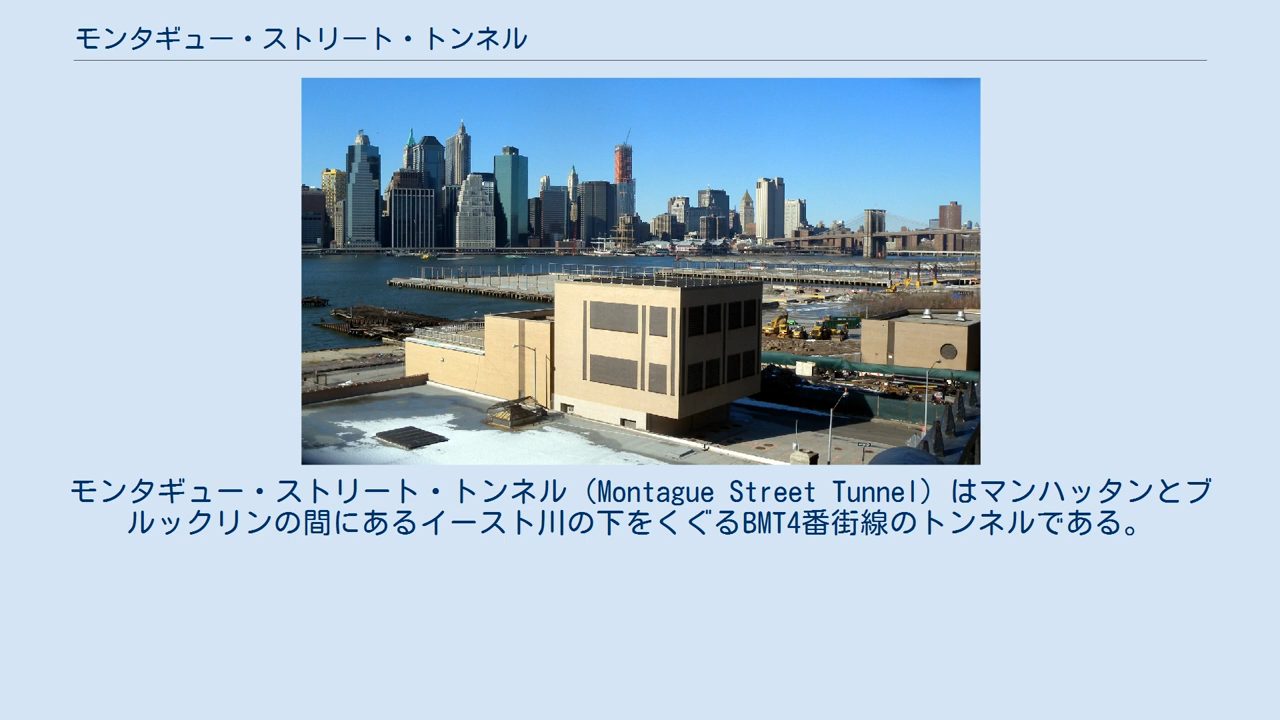 モンタギュー・ストリート・トンネル
モンタギュー・ストリート・トンネル（Montague Street Tunnel）はマンハッタンとブ
ルックリンの間にあるイースト川の下をくぐるBMT4番街線のトンネルである。